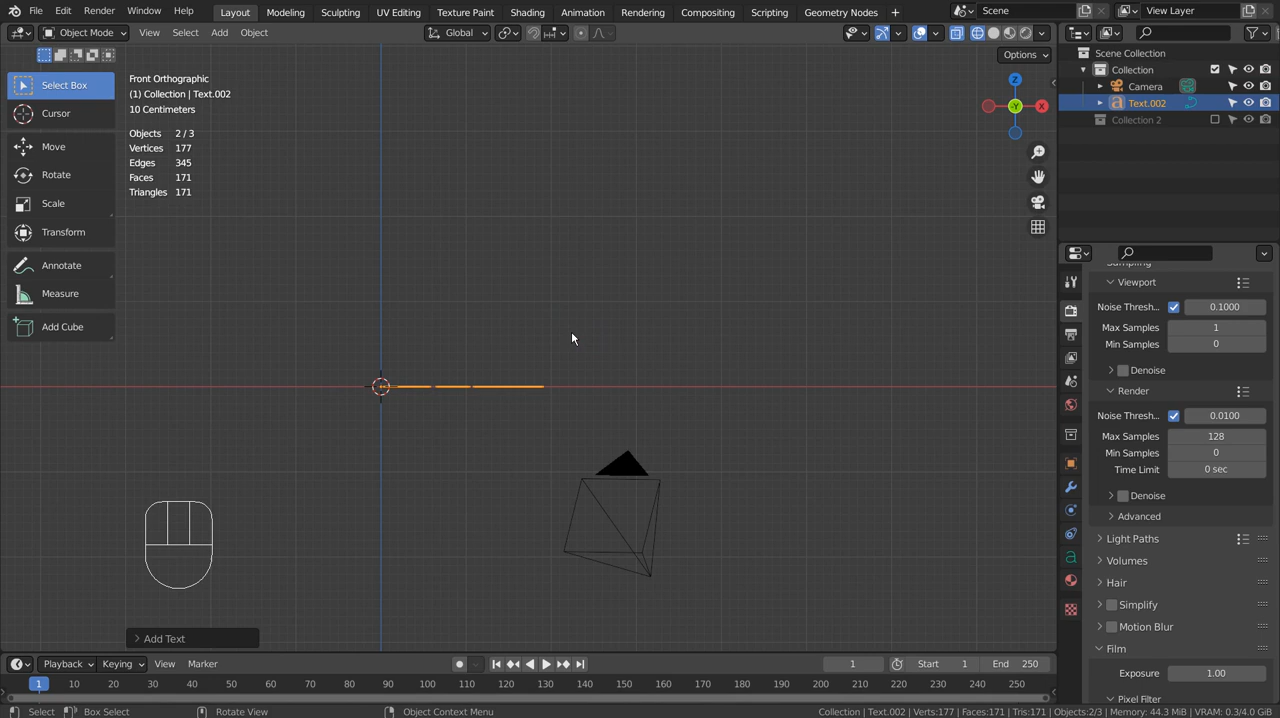 File Edit Render Window Help Layout Modeling Sculpting UV Editing Texture Paint Shading Animation Rendering Compositing Scripting Geometry Nodes Scene View Layer
Object Mode View Select Add Object Global
Options
Select Box
Cursor
Move
Rotate
Scale
Transform
Annotate
Measure
Add Cube
Front Orthographic
(1) Collection | Text.002
10 Centimeters
Objects 2 / 3
Vertices 177
Edges 345
Faces 171
Triangles 171
Z
-Y
X
Add Text
Scene Collection
Collection
Camera
Text.002
Collection 2
Sampling
Viewport
Noise Thresh... 0.1000
Max Samples 1
Min Samples 0
Denoise
Render
Noise Thresh... 0.0100
Max Samples 128
Min Samples 0
Time Limit 0 sec
Denoise
Advanced
Light Paths
Volumes
Hair
Simplify
Motion Blur
Film
Exposure 1.00
Pixel Filter
Playback Keying View Marker 1 Start 1 End 250
1 10 20 30 40 50 60 70 80 90 100 110 120 130 140 150 160 170 180 190 200 210 220 230 240 250
Select Box Select Rotate View Object Context Menu Collection | Text.002 | Verts:177 | Faces:171 | Tris:171 | Objects:2/3 | Memory: 44.3 MiB | VRAM: 0.3/4.0 GiB